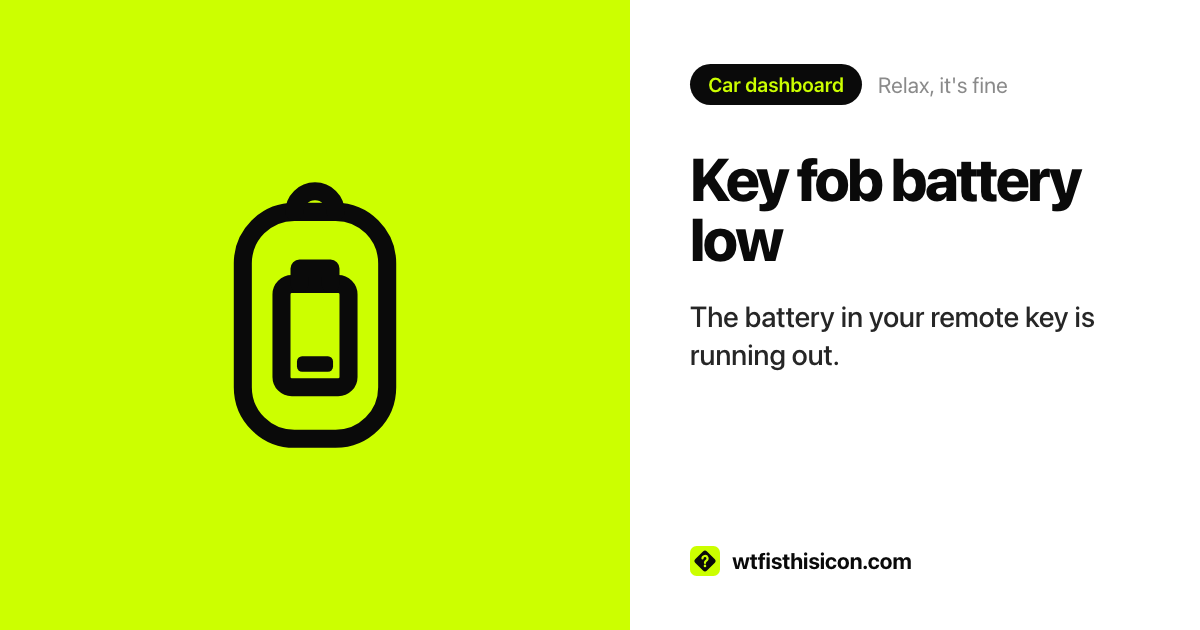 Car dashboard Relax, it's fine
Key fob battery
low
The battery in your remote key is
running out.
? wtfisthisicon.com